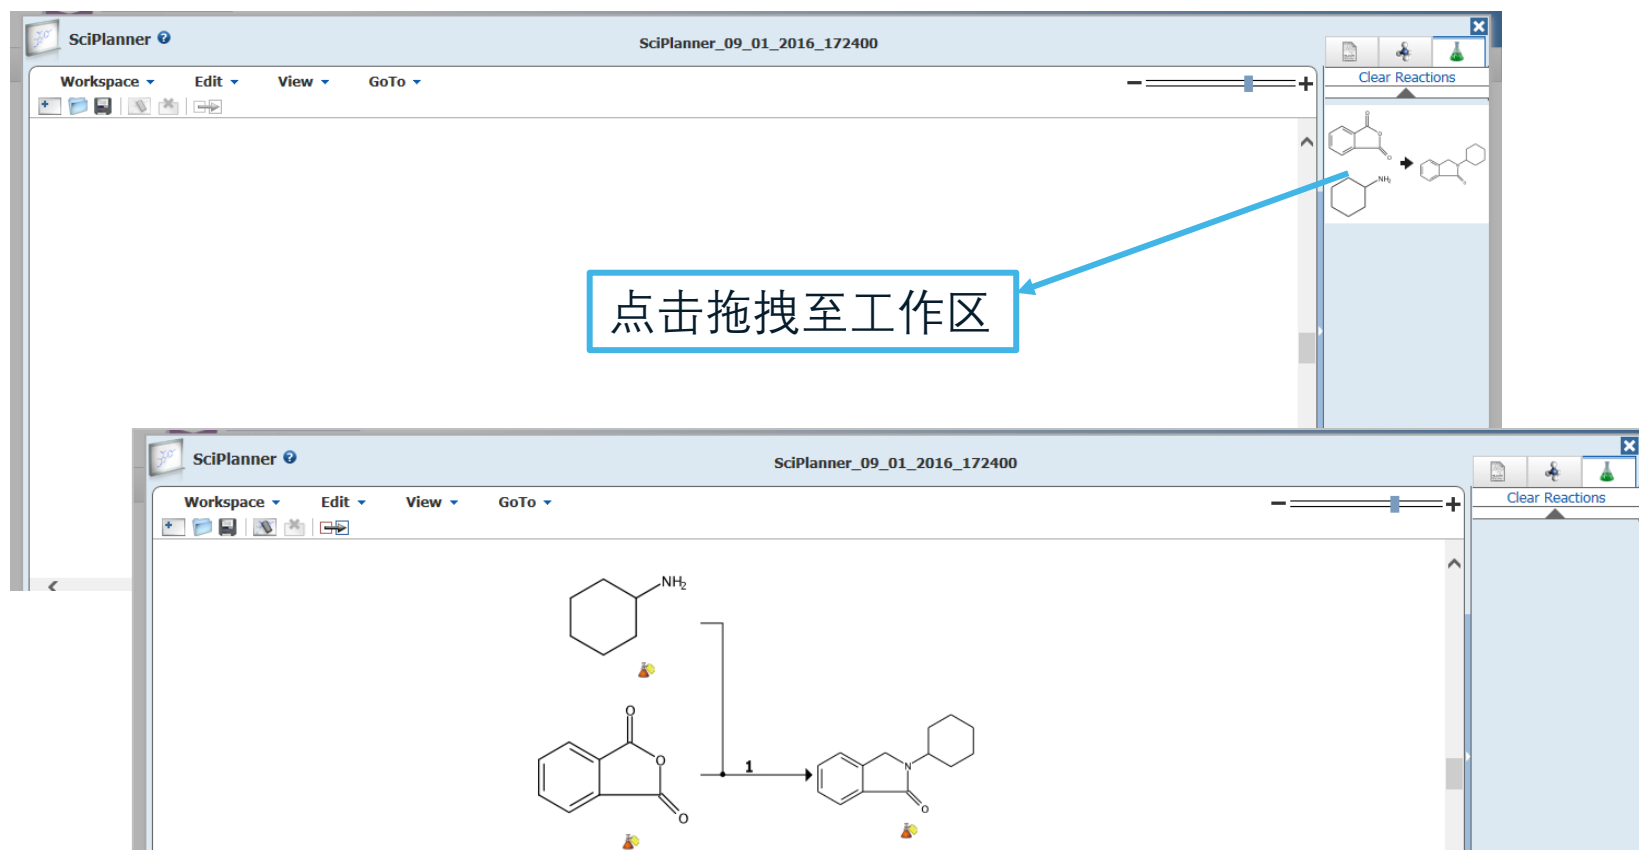 SciPlanner
SciPlanner_09_01_2016_172400
Workspace Edit View GoTo
Clear Reactions
O
O
O
NH₂
点击拖拽至工作区
SciPlanner
SciPlanner_09_01_2016_172400
Workspace Edit View GoTo
Clear Reactions
NH₂
O
O
O
1
N
O